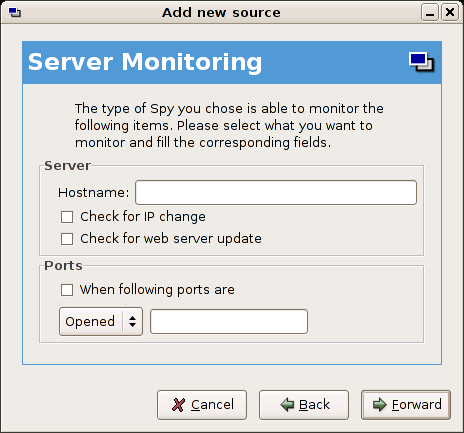 Add new source
Server Monitoring
The type of Spy you chose is able to monitor the
following items. Please select what you want to
monitor and fill the corresponding fields.
Server
Hostname:
Check for IP change
Check for web server update
Ports
When following ports are
Opened
Cancel
Back
Forward